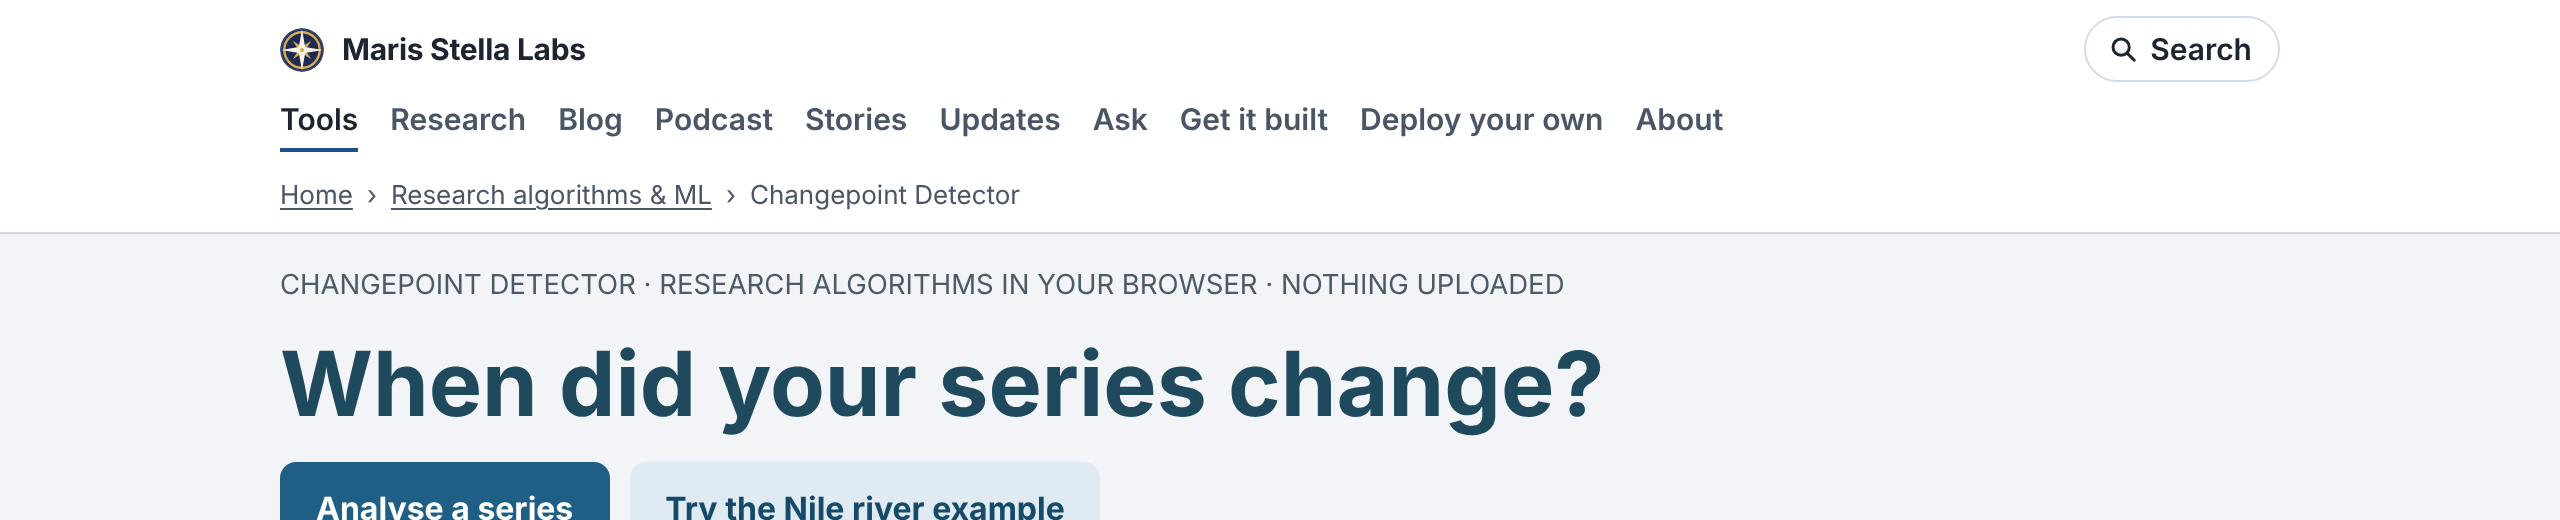 Maris Stella Labs
Search
Tools Research Blog Podcast Stories Updates Ask Get it built Deploy your own About
Home › Research algorithms & ML › Changepoint Detector
CHANGEPOINT DETECTOR · RESEARCH ALGORITHMS IN YOUR BROWSER · NOTHING UPLOADED
When did your series change?
Analyse a series
Try the Nile river example